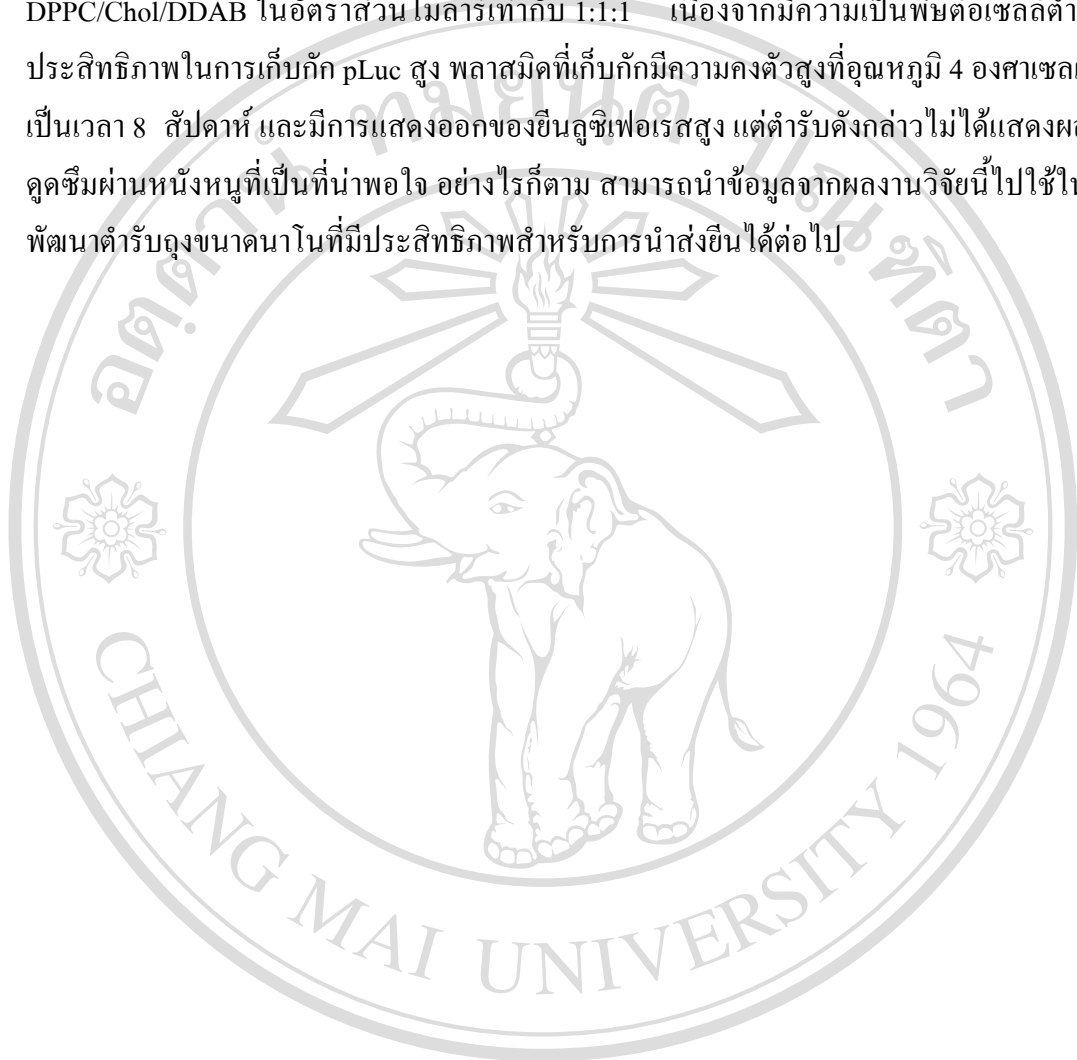 DPPC/Chol/DDAB ในอัตราส่วนโมลาร์เท่ากับ 1:1:1 เนื่องจากมีความเป็นพิษต่อเซลล์ต่ำ
ประสิทธิภาพในการเก็บกัก pLuc สูง พลาสมิดที่เก็บกักมีความคงตัวสูงที่อุณหภูมิ 4 องศาเซลเ
เป็นเวลา 8 สัปดาห์ และมีการแสดงออกของยีนลูซิเฟอเรสสูง แต่ตำรับดังกล่าวไม่ได้แสดงผล
ดูดซึมผ่านหนังหนูที่เป็นที่น่าพอใจ อย่างไรก็ตาม สามารถนำข้อมูลจากผลงานวิจัยนี้ไปใช้ใน
พัฒนาตำรับถุงขนาดนาโนที่มีประสิทธิภาพสำหรับการนำส่งยีนได้ต่อไป
อตฺตานํ ทมยนฺติ ปณฺฑิตา
CHIANG MAI UNIVERSITY 1964